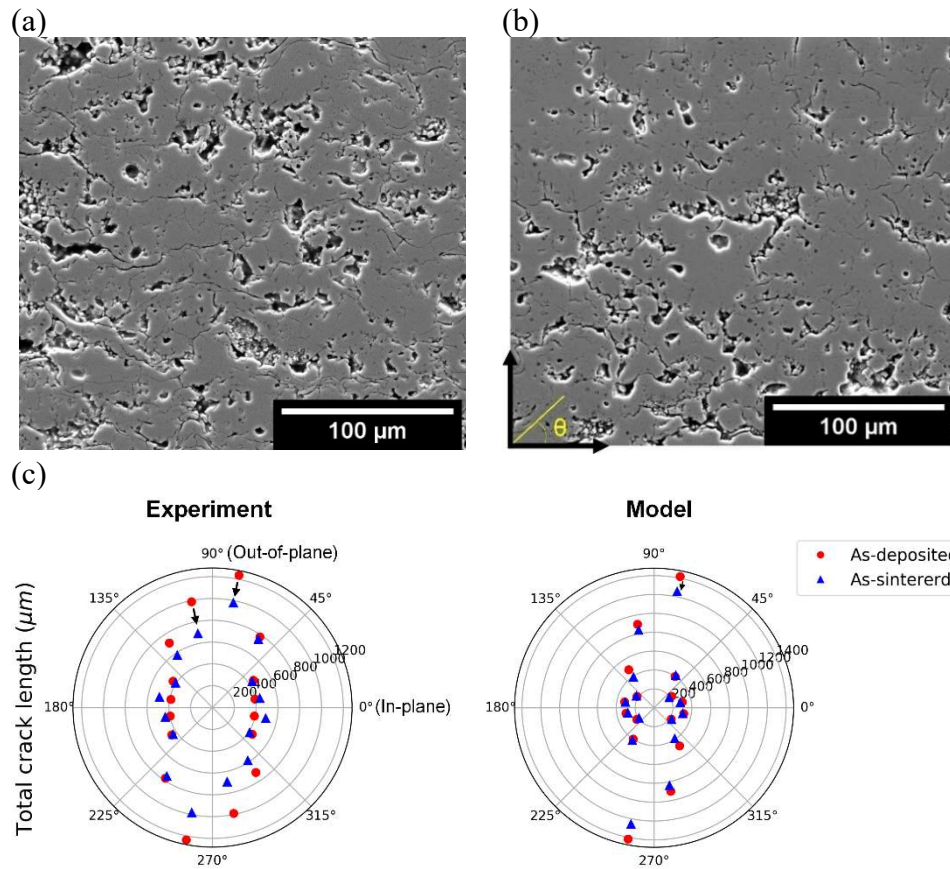 (a)
(b)
100 μm
θ
100 μm
(c)
Experiment
Model
As-deposited
As-sintererd
Total crack length (μm)
90° (Out-of-plane)
135°
45°
200 400 600 800 1000 1200
180°
0° (In-plane)
225°
315°
270°
90°
135°
45°
200 400 600 800 1000 1200 1400
180°
0°
225°
315°
270°